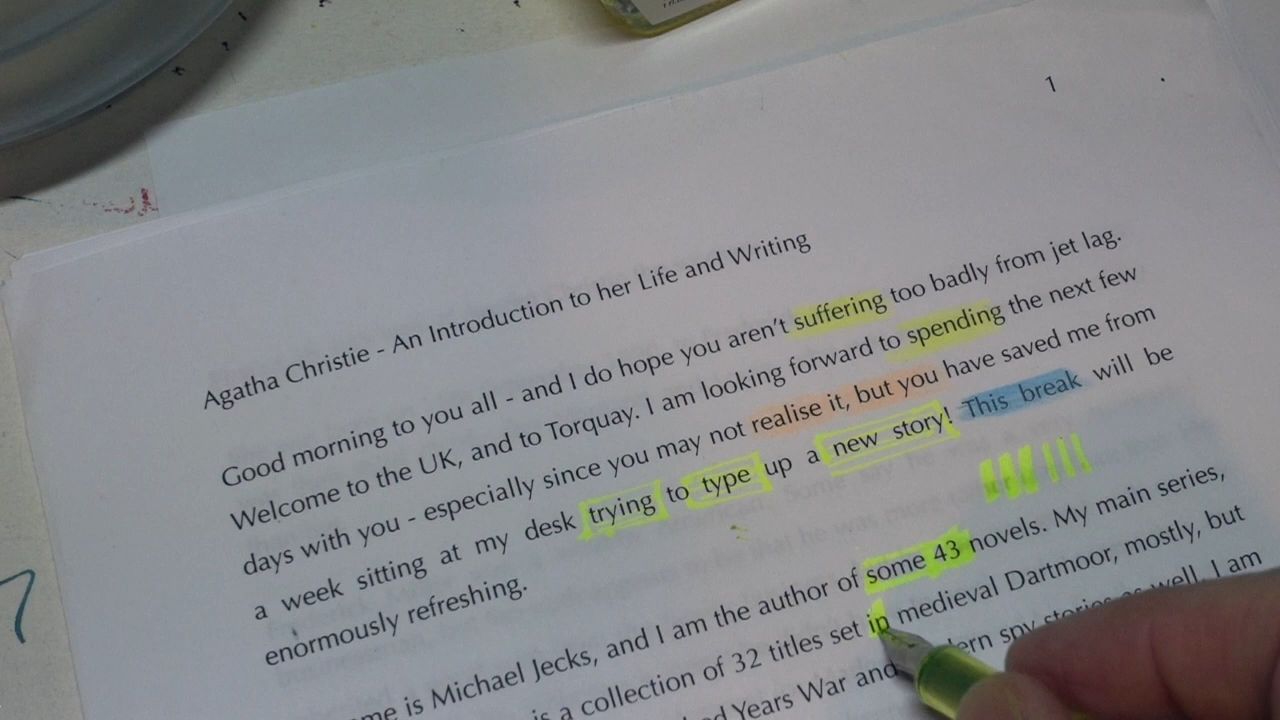 1
Agatha Christie - An Introduction to her Life and Writing
Good morning to you all - and I do hope you aren't suffering too badly from jet lag.
Welcome to the UK, and to Torquay. I am looking forward to spending the next few
days with you - especially since you may not realise it, but you have saved me from
a week sitting at my desk trying to type up a new story! This break will be
enormously refreshing.
is Michael Jecks, and I am the author of some 43 novels. My main series,
is a collection of 32 titles set in medieval Dartmoor, mostly, but
Years War and spy stories as well. I am